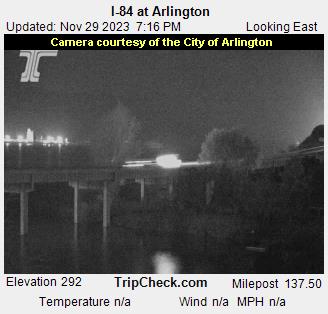 I-84 at Arlington
Updated: Nov 29 2023 7:16 PM Looking East
Camera courtesy of the City of Arlington
Elevation 292 TripCheck.com Milepost 137.50
Temperature n/a Wind n/a MPH n/a